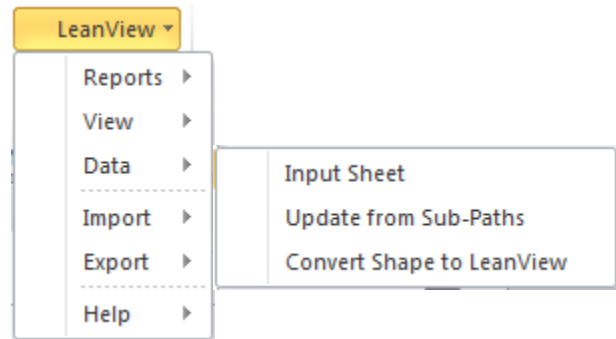 LeanView
Reports
View
Data
Import
Export
Help
Input Sheet
Update from Sub-Paths
Convert Shape to LeanView